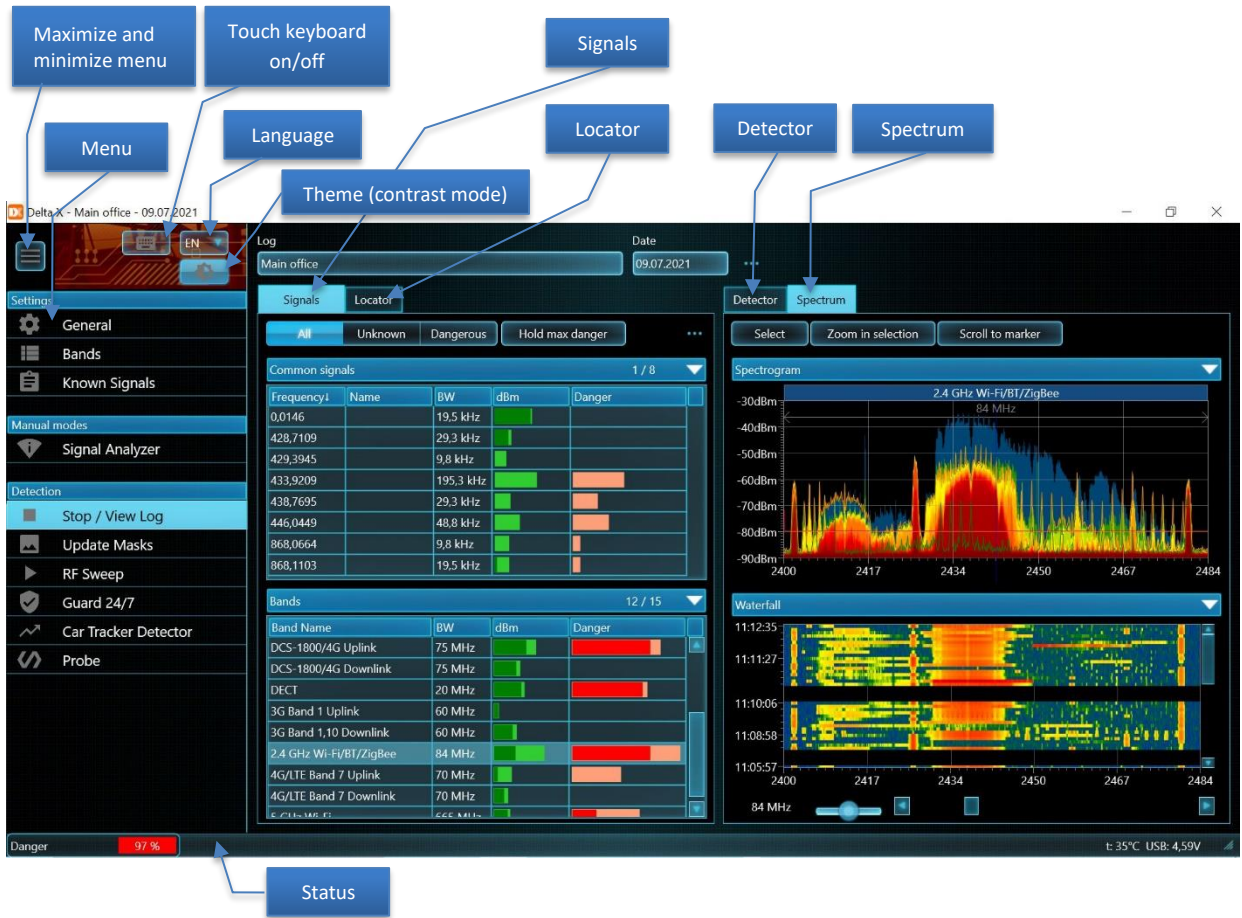 Maximize and
minimize menu
Touch keyboard
on/off
Signals
Menu
Language
Locator
Detector
Spectrum
Theme (contrast mode)
DX Delta X - Main office - 09.07.2021
EN
Log
Date
Main office
09.07.2021
Settings
General
Bands
Known Signals
Manual modes
Signal Analyzer
Detection
Stop / View Log
Update Masks
RF Sweep
Guard 24/7
Car Tracker Detector
Probe
Signals Locator
All Unknown Dangerous Hold max danger
Common signals 1 / 8
Frequency↓ Name BW dBm Danger
0,0146 19,5 kHz
428,7109 29,3 kHz
429,3945 9,8 kHz
433,9209 195,3 kHz
438,7695 29,3 kHz
446,0449 48,8 kHz
868,0664 9,8 kHz
868,1103 19,5 kHz
Bands 12 / 15
Band Name BW dBm Danger
DCS-1800/4G Uplink 75 MHz
DCS-1800/4G Downlink 75 MHz
DECT 20 MHz
3G Band 1 Uplink 60 MHz
3G Band 1,10 Downlink 60 MHz
2.4 GHz Wi-Fi/BT/ZigBee 84 MHz
4G/LTE Band 7 Uplink 70 MHz
4G/LTE Band 7 Downlink 70 MHz
5 GHz Wi-Fi 665 MHz
Detector Spectrum
Select Zoom in selection Scroll to marker
Spectrogram
2.4 GHz Wi-Fi/BT/ZigBee
84 MHz
-30dBm
-40dBm
-50dBm
-60dBm
-70dBm
-80dBm
-90dBm
2400 2417 2434 2450 2467 2484
Waterfall
11:12:35
11:11:27
11:10:06
11:08:58
11:05:57
2400 2417 2434 2450 2467 2484
84 MHz
Danger 97 %
t: 35°C USB: 4,59V
Status